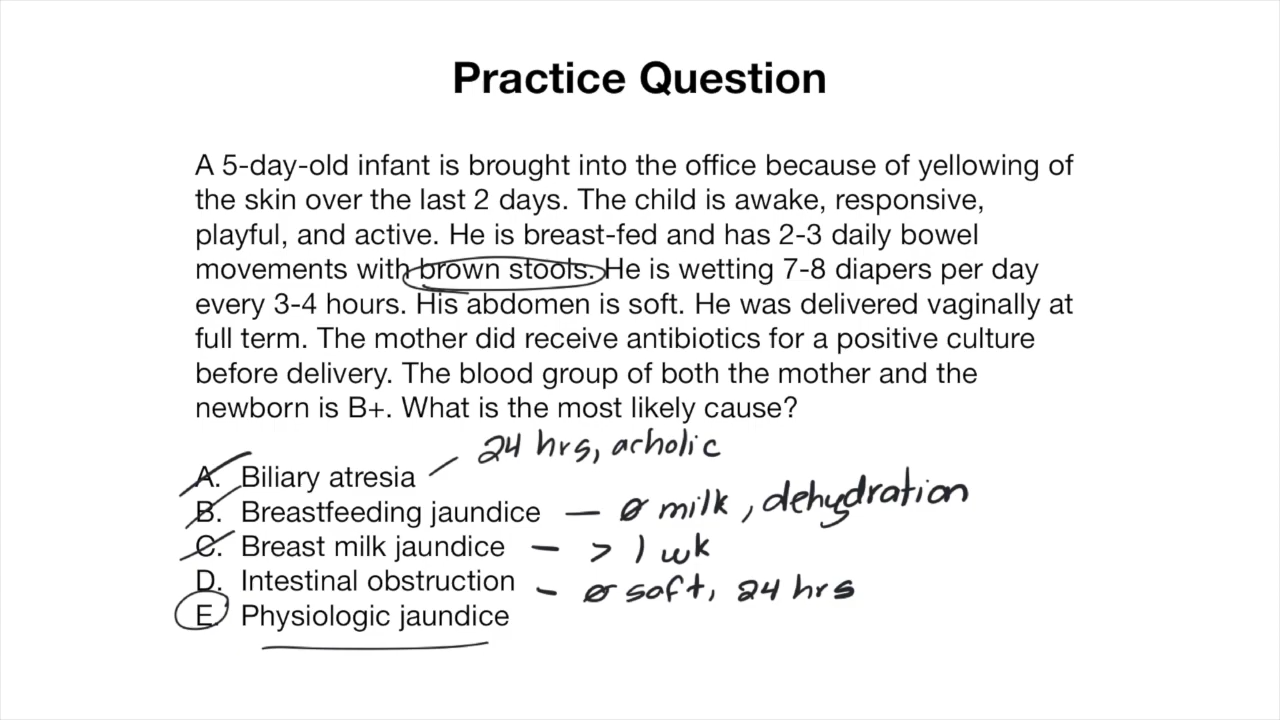 Practice Question
A 5-day-old infant is brought into the office because of yellowing of
the skin over the last 2 days. The child is awake, responsive,
playful, and active. He is breast-fed and has 2-3 daily bowel
movements with brown stools. He is wetting 7-8 diapers per day
every 3-4 hours. His abdomen is soft. He was delivered vaginally at
full term. The mother did receive antibiotics for a positive culture
before delivery. The blood group of both the mother and the
newborn is B+. What is the most likely cause?
24 hrs, acholic
A. Biliary atresia –
B. Breastfeeding jaundice — ø milk, dehydration
C. Breast milk jaundice – > 1 wk
D. Intestinal obstruction - ø soft, 24 hrs
E. Physiologic jaundice